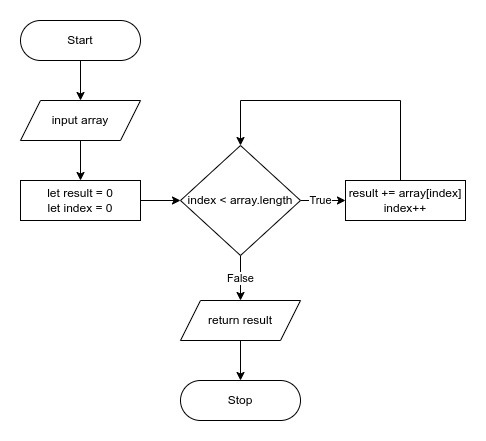 Start
input array
let result = 0
let index = 0
index < array.length
True
result += array[index]
index++
False
return result
Stop